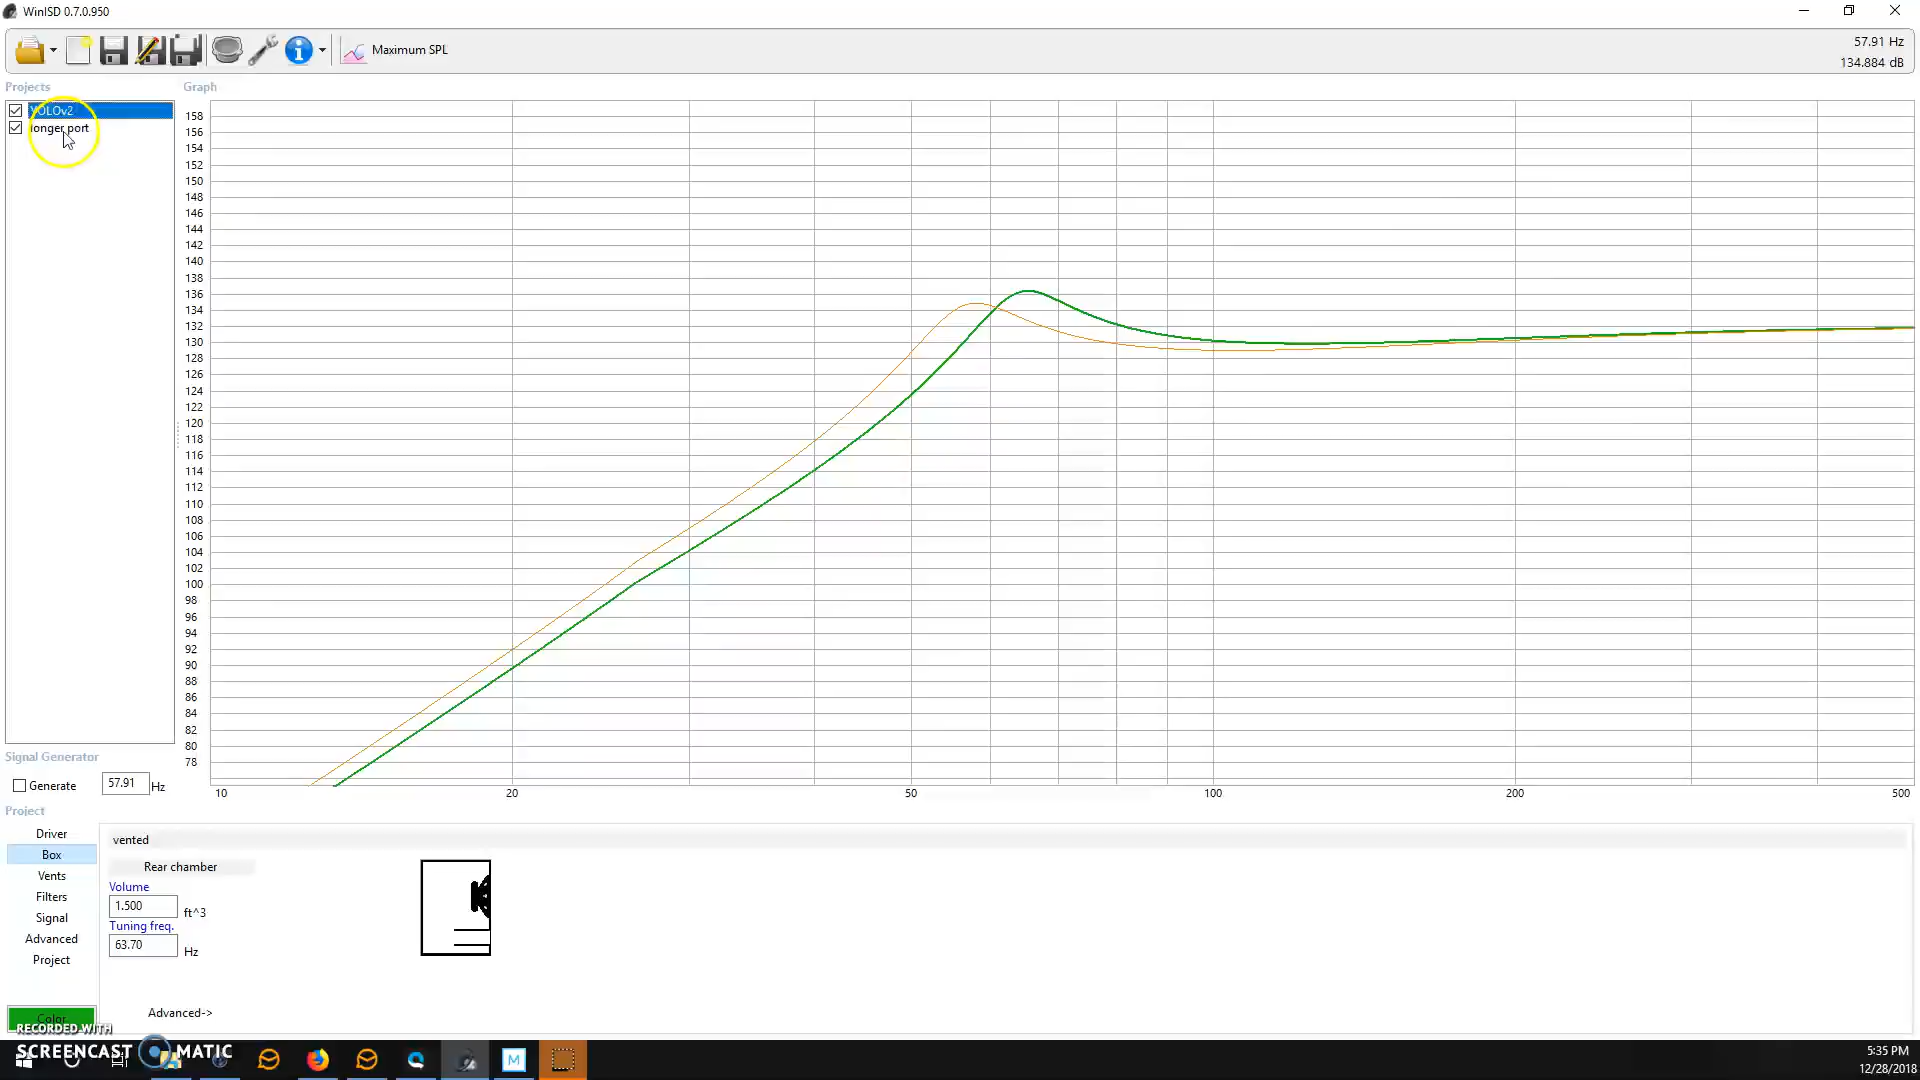 WinISD 0.7.0.950
Maximum SPL
57.91 Hz
134.884 dB
Projects
Graph
YOLOv2
longer port
158
156
154
152
150
148
146
144
142
140
138
136
134
132
130
128
126
124
122
120
118
116
114
112
110
108
106
104
102
100
98
96
94
92
90
88
86
84
82
80
78
10 20 50 100 200 500
Signal Generator
Generate 57.91 Hz
Project
Driver
Box
Vents
Filters
Signal
Advanced
Project
Color
vented
Rear chamber
Volume
1.500 ft^3
Tuning freq.
63.70 Hz
Advanced->
RECORDED WITH
SCREENCAST MATIC
M
5:35 PM
12/28/2018